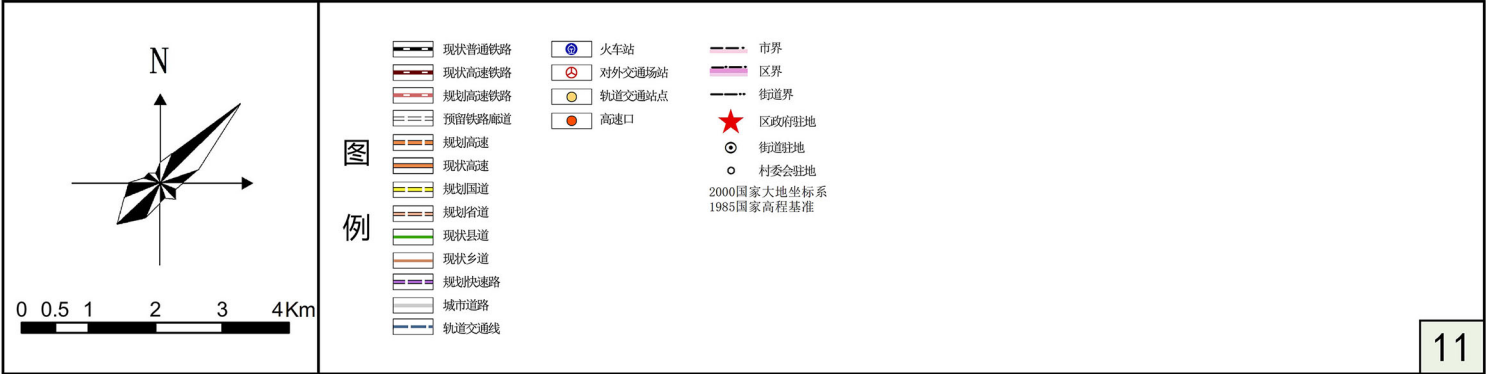 N
0 0.5 1 2 3 4Km
图
例
现状普通铁路
现状高速铁路
规划高速铁路
预留铁路廊道
规划高速
现状高速
规划国道
规划省道
现状县道
现状乡道
规划快速路
城市道路
轨道交通线
火车站
对外交通场站
轨道交通站点
高速口
市界
区界
街道界
区政府驻地
街道驻地
村委会驻地
2000国家大地坐标系
1985国家高程基准
11